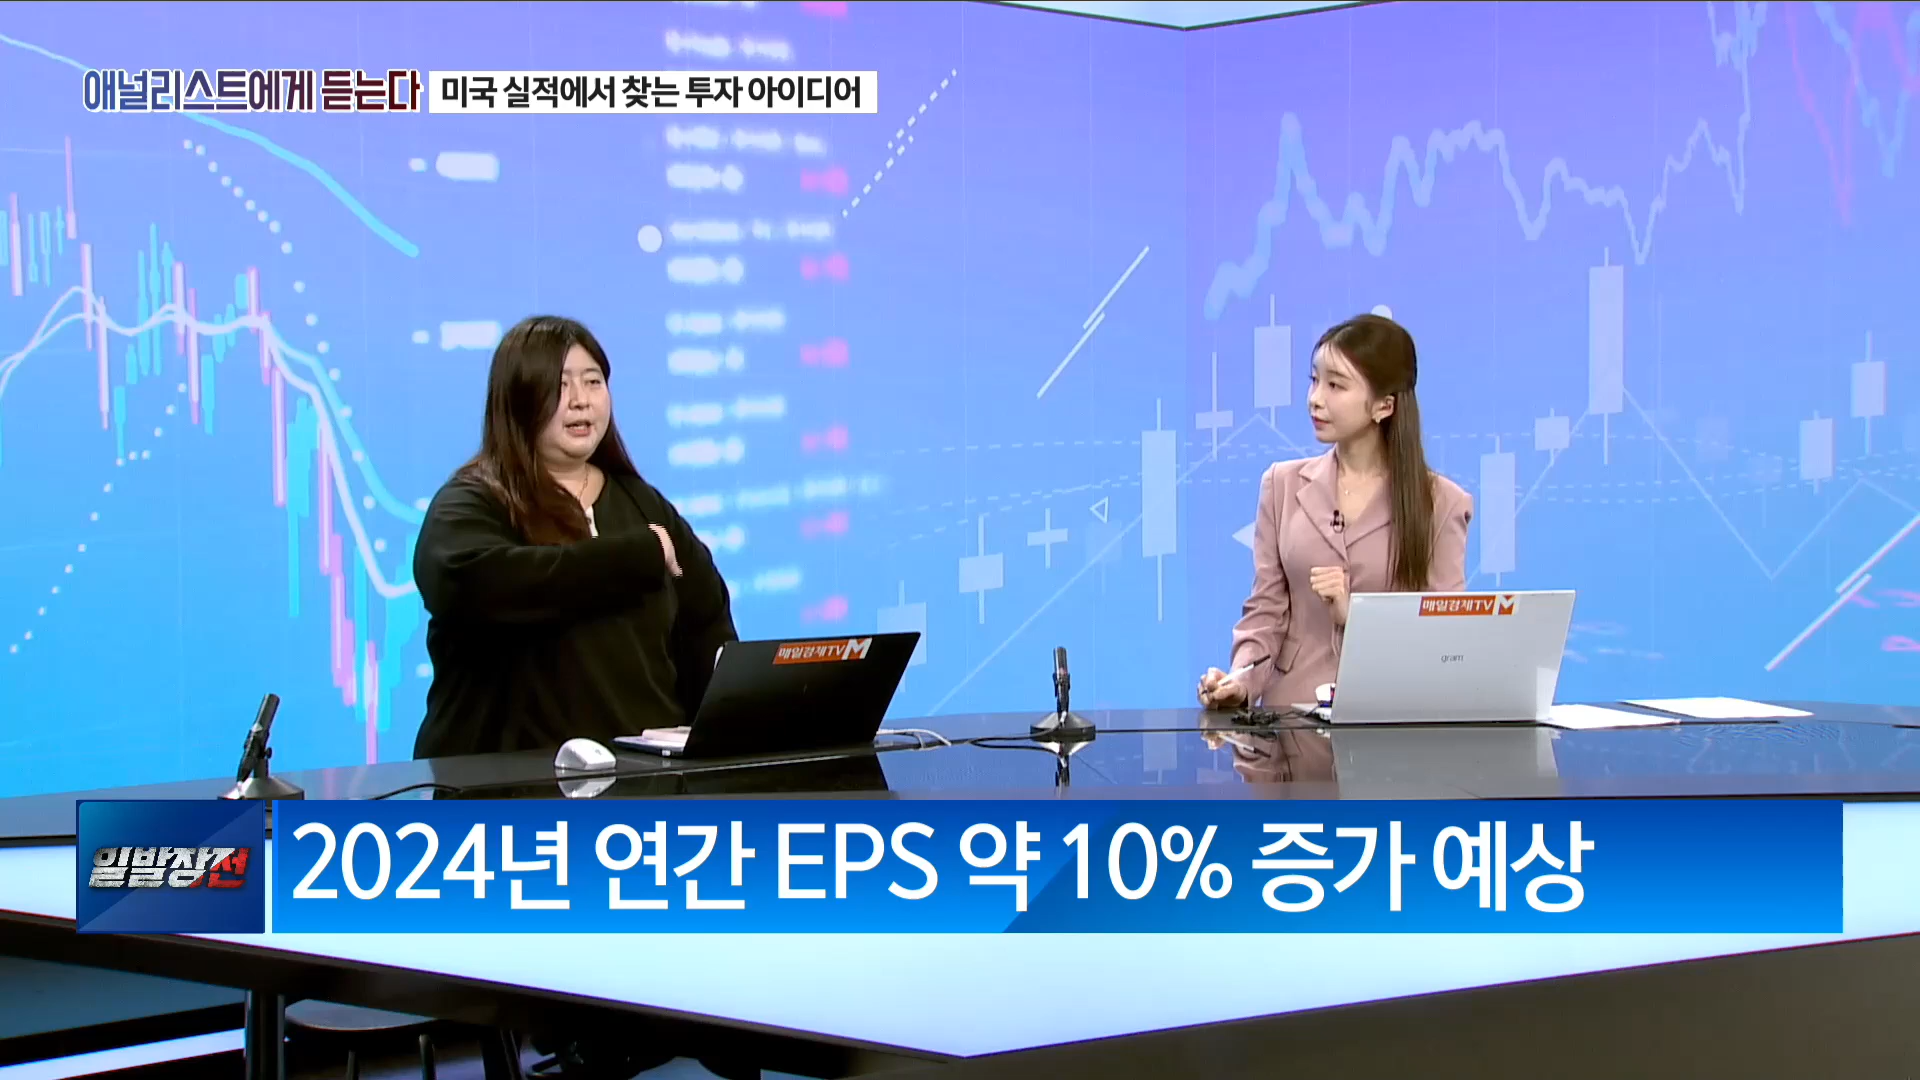 애널리스트에게 듣는다 미국 실적에서 찾는 투자 아이디어
매일경제TV M
매일경제TV M
gram
일발장전 2024년 연간 EPS 약 10% 증가 예상